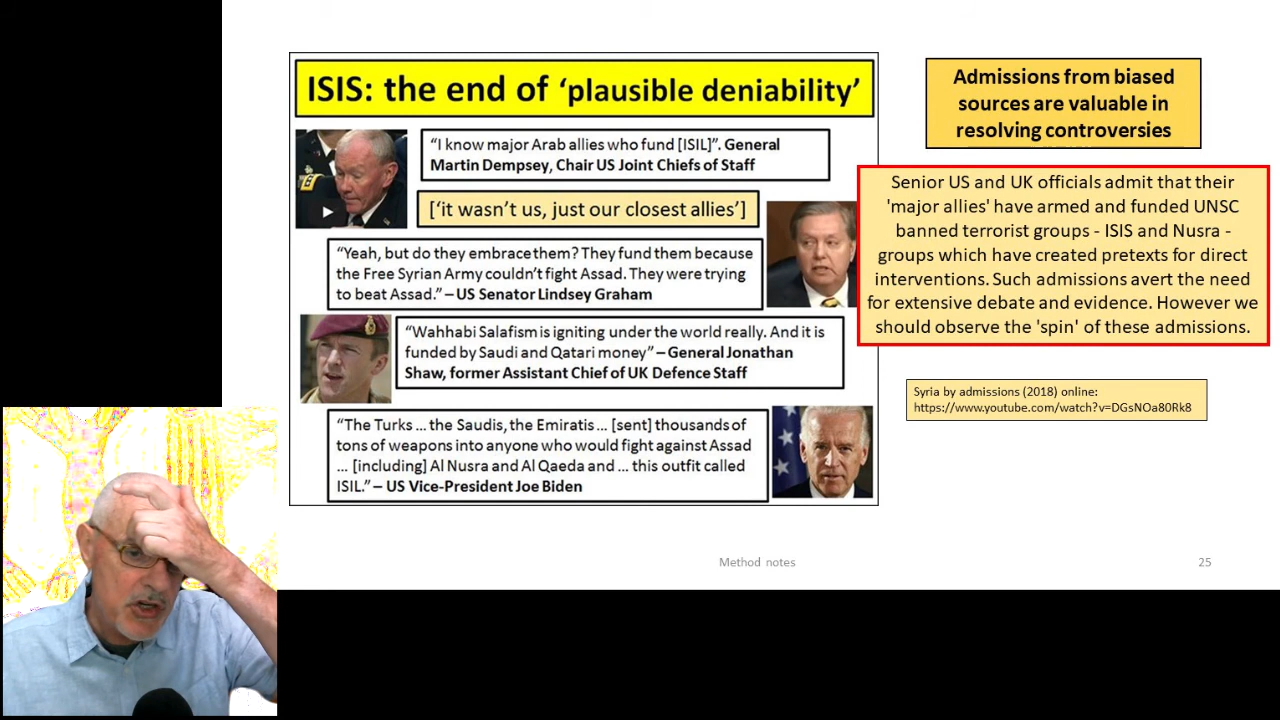 ISIS: the end of ‘plausible deniability’
“I know major Arab allies who fund [ISIL]”. General
Martin Dempsey, Chair US Joint Chiefs of Staff
[‘it wasn’t us, just our closest allies’]
“Yeah, but do they embrace them? They fund them because
the Free Syrian Army couldn’t fight Assad. They were trying
to beat Assad.” – US Senator Lindsey Graham
“Wahhabi Salafism is igniting under the world really. And it is
funded by Saudi and Qatari money” – General Jonathan
Shaw, former Assistant Chief of UK Defence Staff
“The Turks ... the Saudis, the Emiratis ... [sent] thousands of
tons of weapons into anyone who would fight against Assad
... [including] Al Nusra and Al Qaeda and ... this outfit called
ISIL.” – US Vice-President Joe Biden
Admissions from biased
sources are valuable in
resolving controversies
Senior US and UK officials admit that their
'major allies' have armed and funded UNSC
banned terrorist groups - ISIS and Nusra -
groups which have created pretexts for direct
interventions. Such admissions avert the need
for extensive debate and evidence. However we
should observe the 'spin' of these admissions.
Syria by admissions (2018) online:
https://www.youtube.com/watch?v=DGsNOa80Rk8
Method notes
25